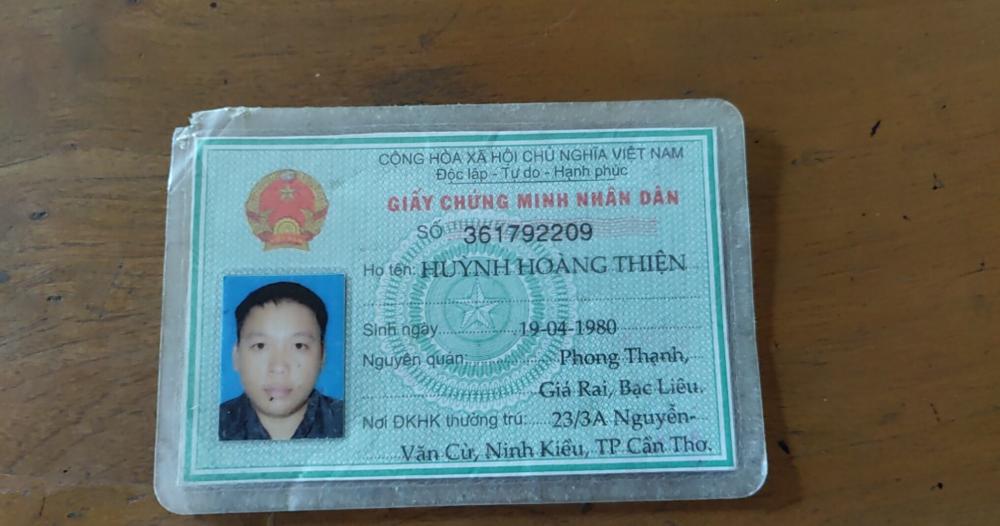 CỘNG HÒA XÃ HỘI CHỦ NGHĨA VIỆT NAM
Độc lập - Tự do - Hạnh phúc
GIẤY CHỨNG MINH NHÂN DÂN
SỐ 361792209
Họ tên: HUỲNH HOÀNG THIỆN
Sinh ngày 19-04-1980
Nguyên quán: Phong Thạnh,
Giá Rai, Bạc Liêu.
Nơi ĐKHK thường trú: 23/3A Nguyễn-
Văn Cừ, Ninh Kiều, TP Cần Thơ.